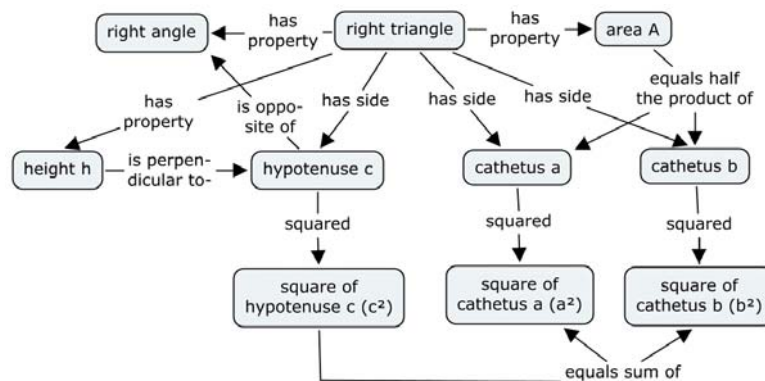 right angle
has
property
right triangle
has
property
area A
has
property
is oppo-
site of
has side
has side
has side
equals half
the product of
height h
is perpen-
dicular to-
hypotenuse c
cathetus a
cathetus b
squared
squared
squared
square of
hypotenuse c (c²)
square of
cathetus a (a²)
square of
cathetus b (b²)
equals sum of